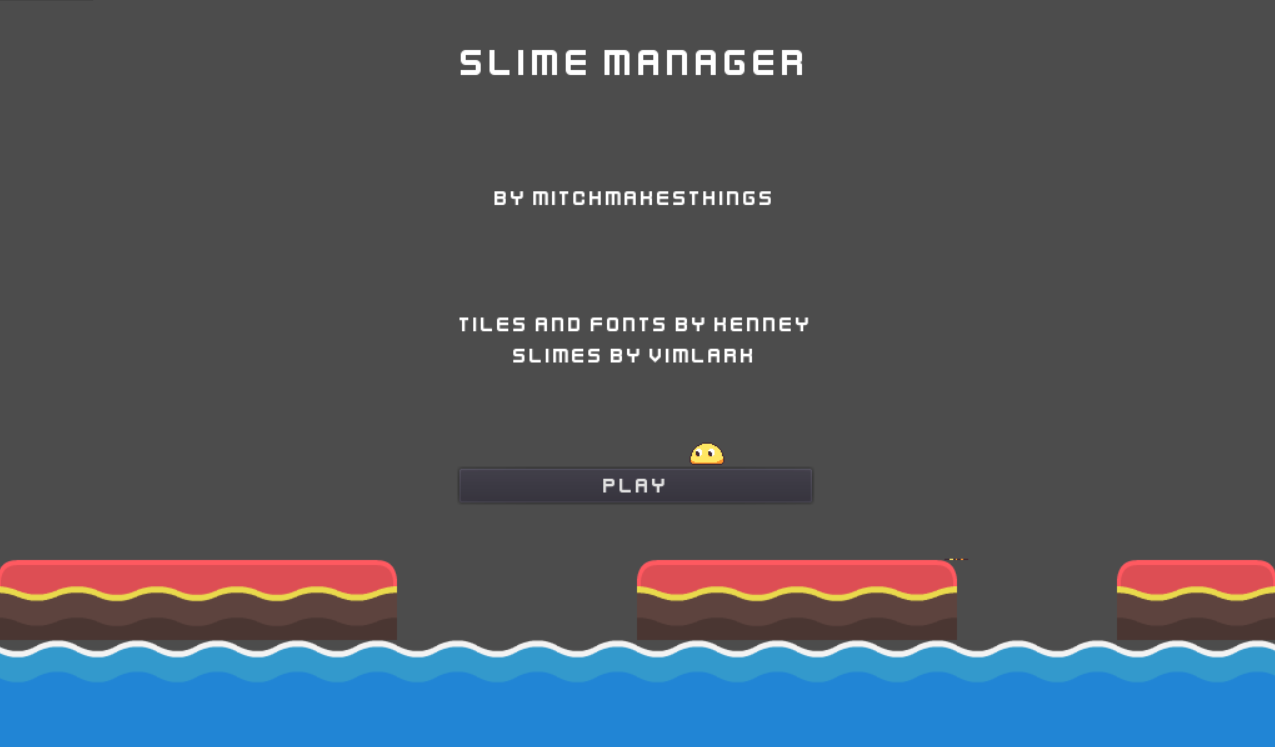 SLIME MANAGER
BY MITCHMAKESTHINGS
TILES AND FONTS BY KENNEY
SLIMES BY VIMLARK
PLAY